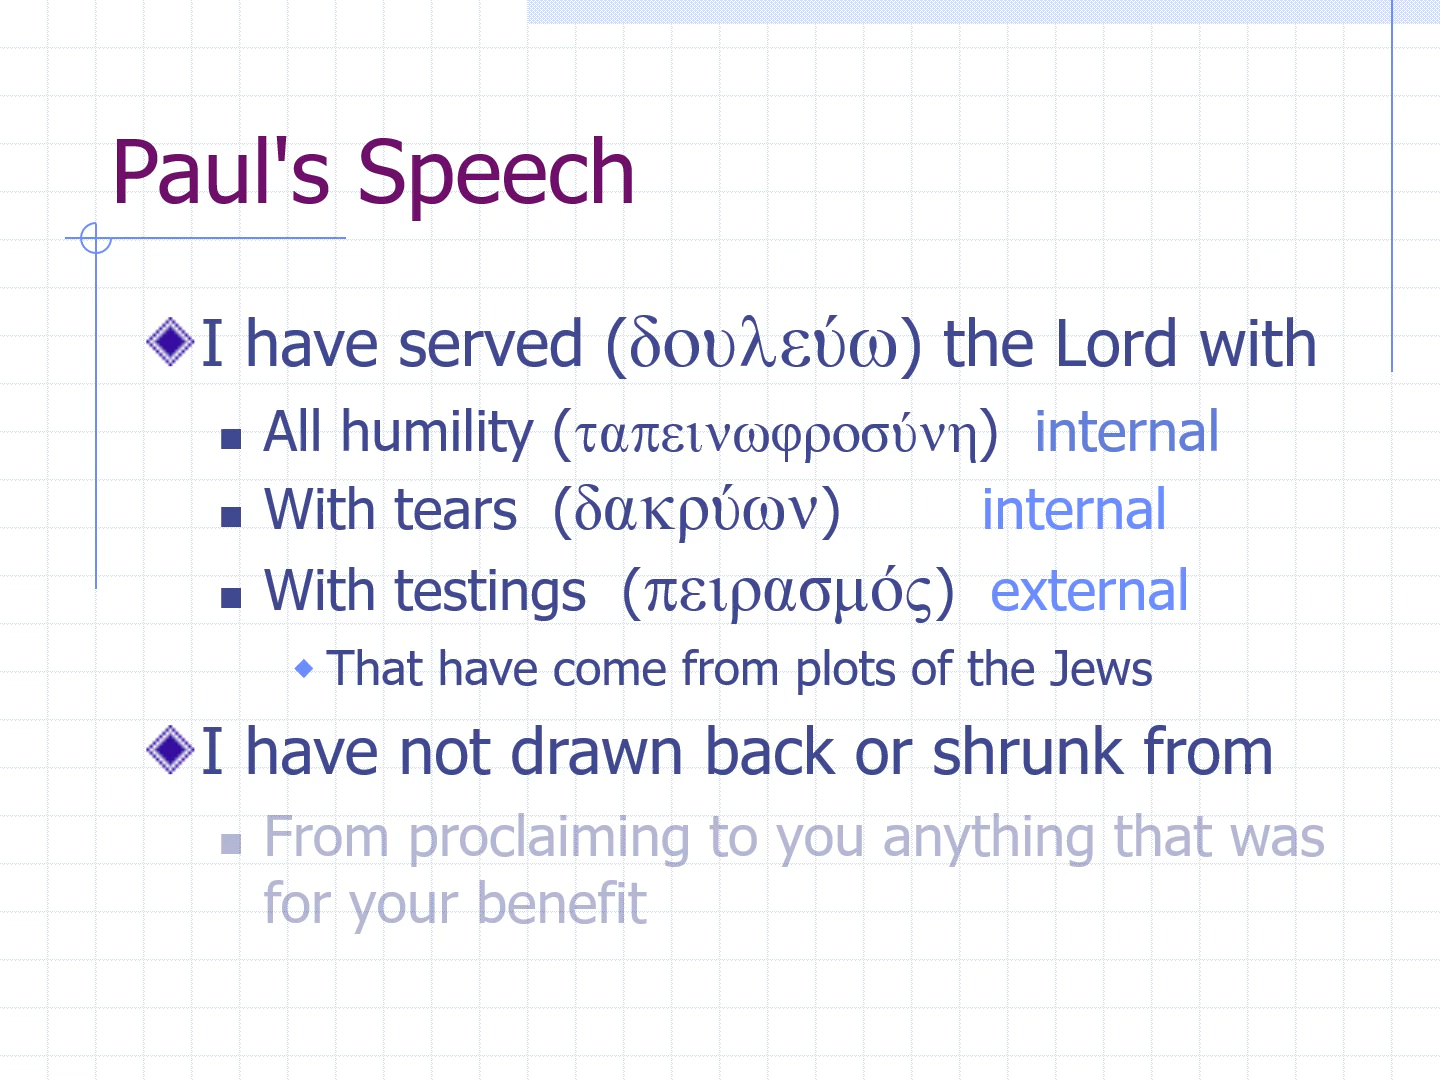 Paul's Speech
I have served (δουλεύω) the Lord with
All humility (ταπεινωφροσύνη) internal
With tears (δακρύων) internal
With testings (πειρασμός) external
That have come from plots of the Jews
I have not drawn back or shrunk from
From proclaiming to you anything that was
for your benefit